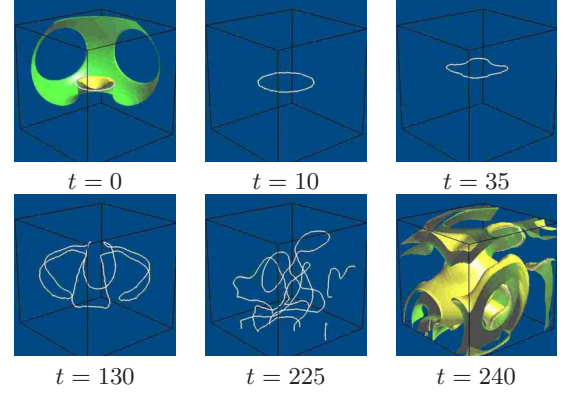 t = 0
t = 10
t = 35
t = 130
t = 225
t = 240